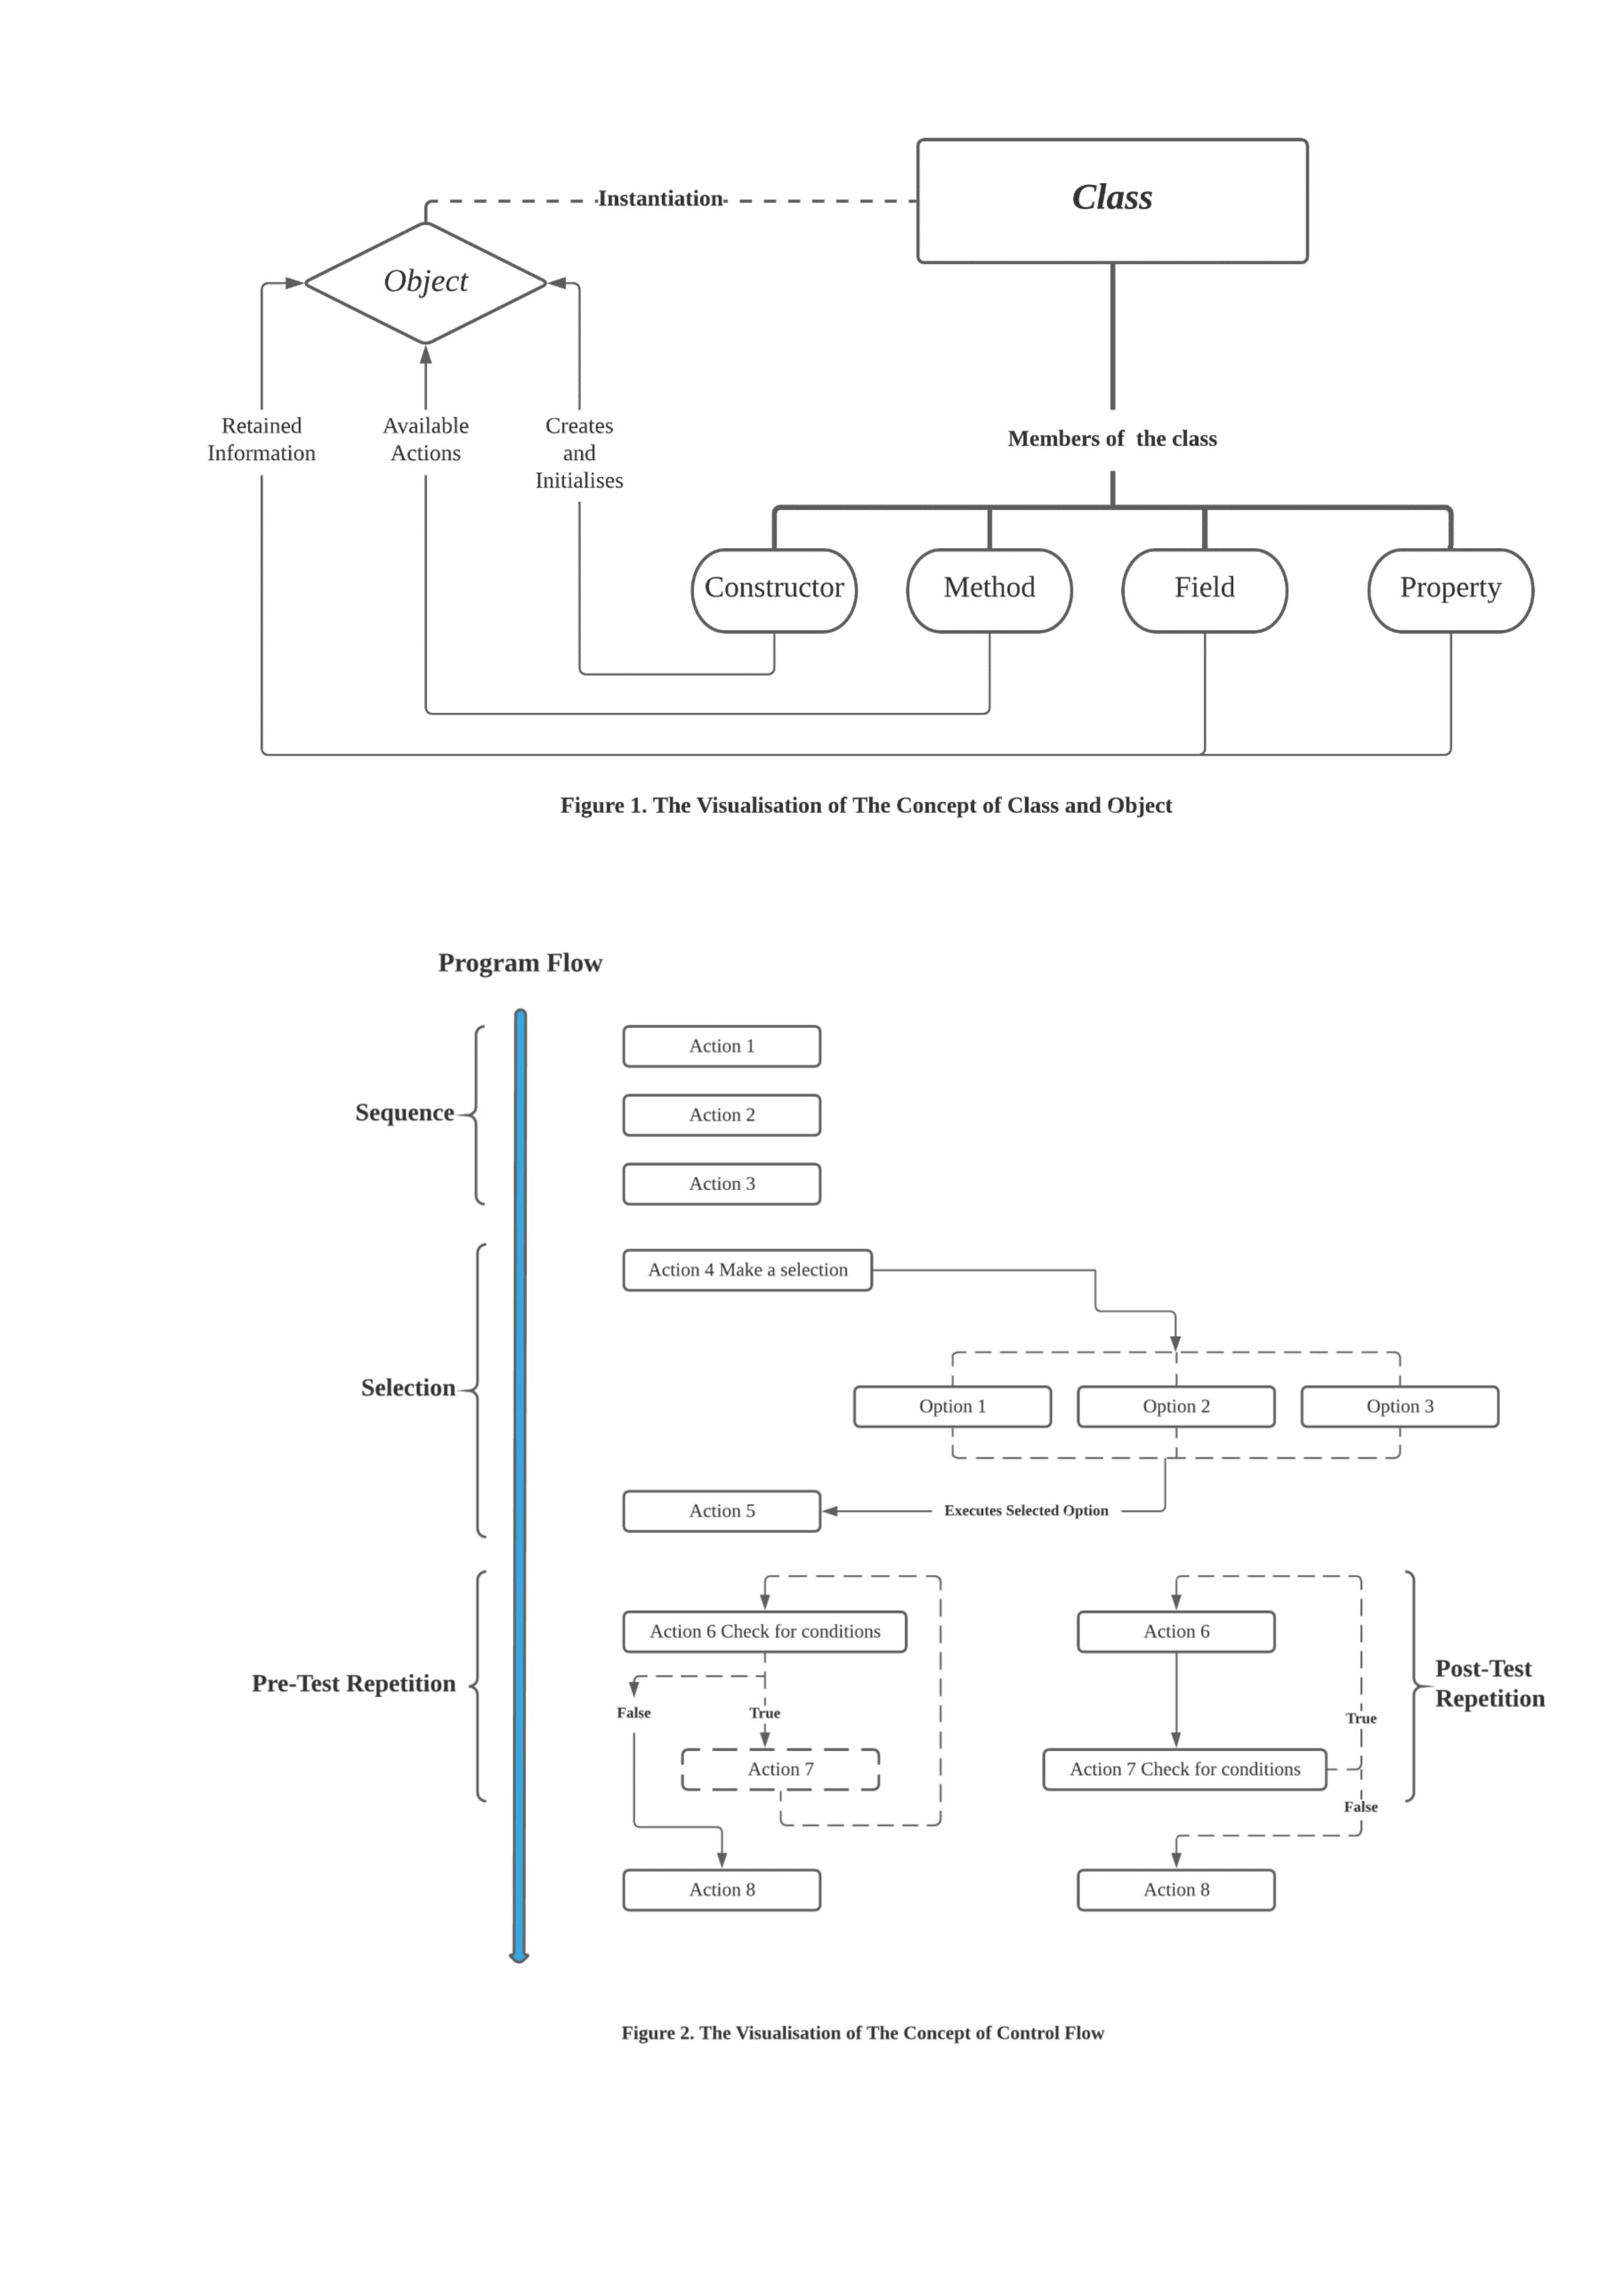 Instantiation
Class
Object
Retained
Information
Available
Actions
Creates
and
Initialises
Members of the class
Constructor
Method
Field
Property
Figure 1. The Visualisation of The Concept of Class and Object
Program Flow
Sequence
Action 1
Action 2
Action 3
Selection
Action 4 Make a selection
Option 1
Option 2
Option 3
Action 5
Executes Selected Option
Pre-Test Repetition
Action 6 Check for conditions
False
True
Action 7
Action 8
Action 6
Action 7 Check for conditions
True
False
Action 8
Post-Test
Repetition
Figure 2. The Visualisation of The Concept of Control Flow